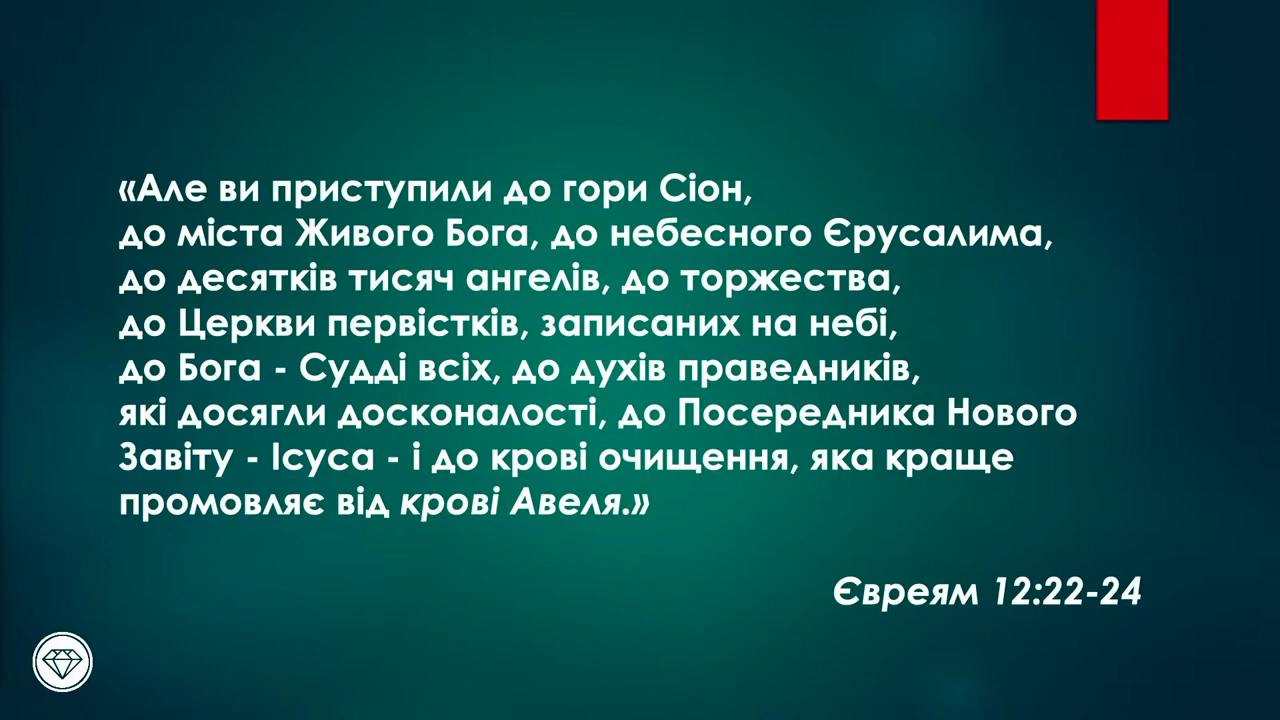 «Але ви приступили до гори Сіон,
до міста Живого Бога, до небесного Єрусалима,
до десятків тисяч ангелів, до торжества,
до Церкви первістків, записаних на небі,
до Бога - Судді всіх, до духів праведників,
які досягли досконалості, до Посередника Нового
Завіту - Ісуса - і до крові очищення, яка краще
промовляє від крові Авеля.»
Євреям 12:22-24